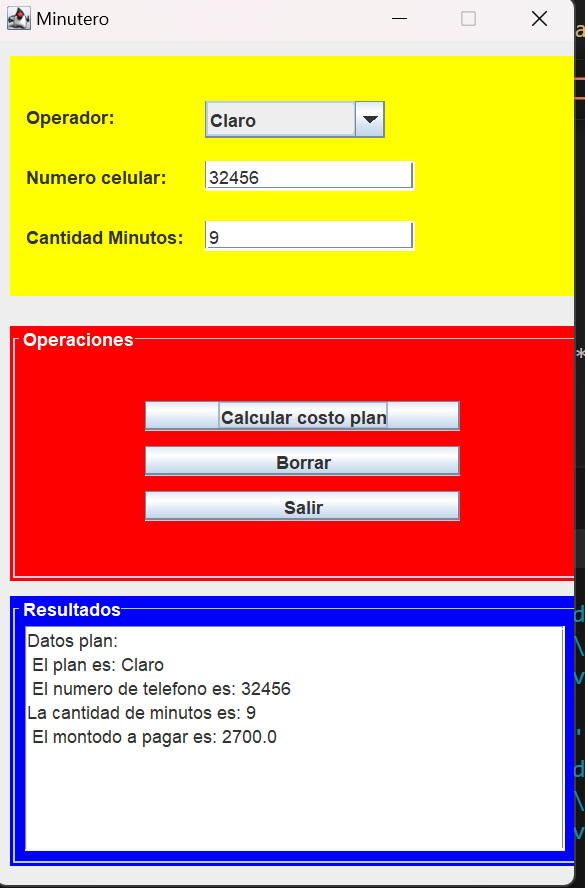 Minutero
Operador:
Claro
Numero celular:
32456
Cantidad Minutos:
9
Operaciones
Calcular costo plan
Borrar
Salir
Resultados
Datos plan:
El plan es: Claro
El numero de telefono es: 32456
La cantidad de minutos es: 9
El montodo a pagar es: 2700.0